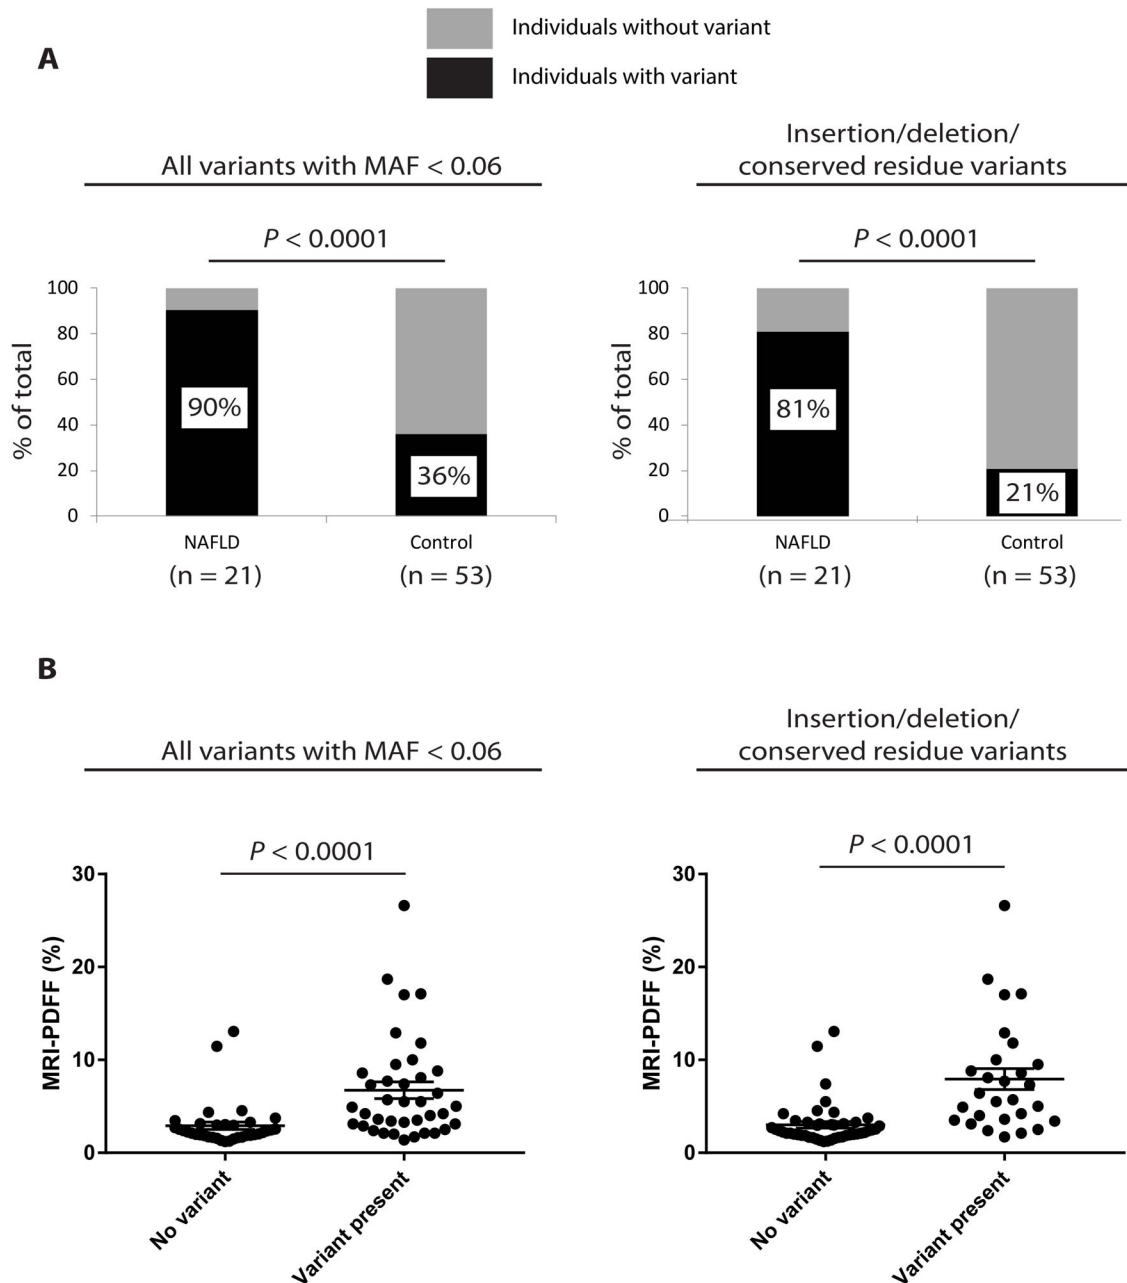 A
Individuals without variant
Individuals with variant
All variants with MAF < 0.06
Insertion/deletion/
conserved residue variants
P < 0.0001
P < 0.0001
% of total
100
80
60
40
20
0
90%
36%
NAFLD
Control
(n = 21)
(n = 53)
% of total
100
80
60
40
20
0
81%
21%
NAFLD
Control
(n = 21)
(n = 53)
B
All variants with MAF < 0.06
Insertion/deletion/
conserved residue variants
P < 0.0001
P < 0.0001
MRI-PDFF (%)
30
20
10
0
No variant
Variant present
MRI-PDFF (%)
30
20
10
0
No variant
Variant present